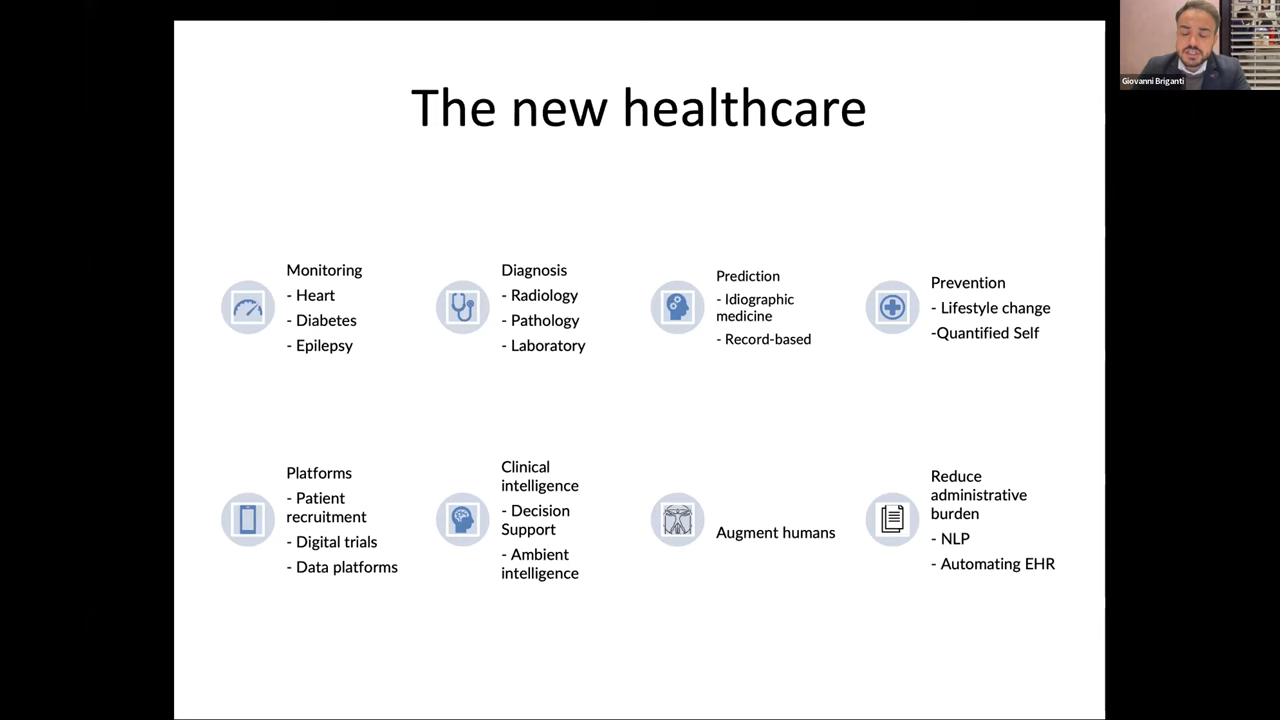 The new healthcare
Giovanni Briganti
Monitoring
- Heart
- Diabetes
- Epilepsy
Diagnosis
- Radiology
- Pathology
- Laboratory
Prediction
- Idiographic
medicine
- Record-based
Prevention
- Lifestyle change
-Quantified Self
Platforms
- Patient
recruitment
- Digital trials
- Data platforms
Clinical
intelligence
- Decision
Support
- Ambient
intelligence
Augment humans
Reduce
administrative
burden
- NLP
- Automating EHR